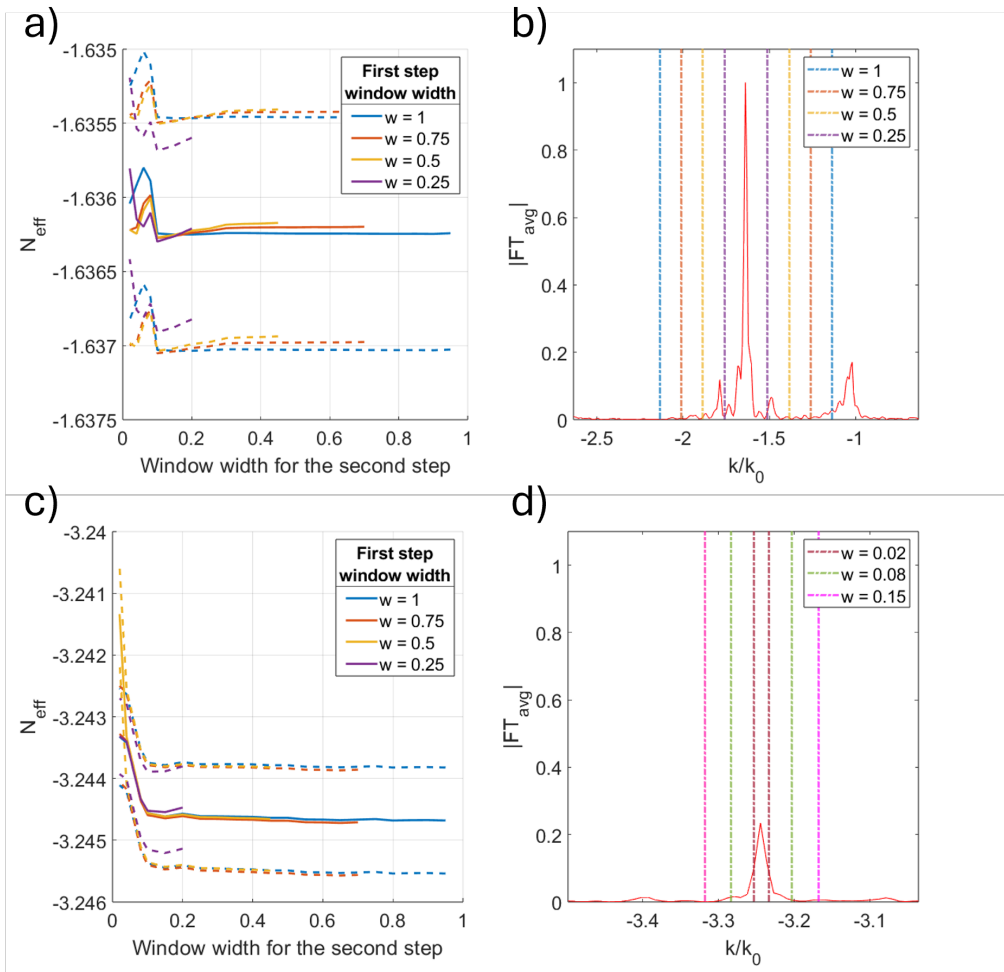 a)
-1.635
-1.6355
-1.636
-1.6365
-1.637
-1.6375
N_eff
0 0.2 0.4 0.6 0.8 1
Window width for the second step
First step
window width
w = 1
w = 0.75
w = 0.5
w = 0.25
b)
1
0.8
0.6
0.4
0.2
0
|FT_avg|
-2.5 -2 -1.5 -1
k/k_0
w = 1
w = 0.75
w = 0.5
w = 0.25
c)
-3.24
-3.241
-3.242
-3.243
-3.244
-3.245
-3.246
N_eff
0 0.2 0.4 0.6 0.8 1
Window width for the second step
First step
window width
w = 1
w = 0.75
w = 0.5
w = 0.25
d)
1
0.8
0.6
0.4
0.2
0
|FT_avg|
-3.4 -3.3 -3.2 -3.1
k/k_0
w = 0.02
w = 0.08
w = 0.15